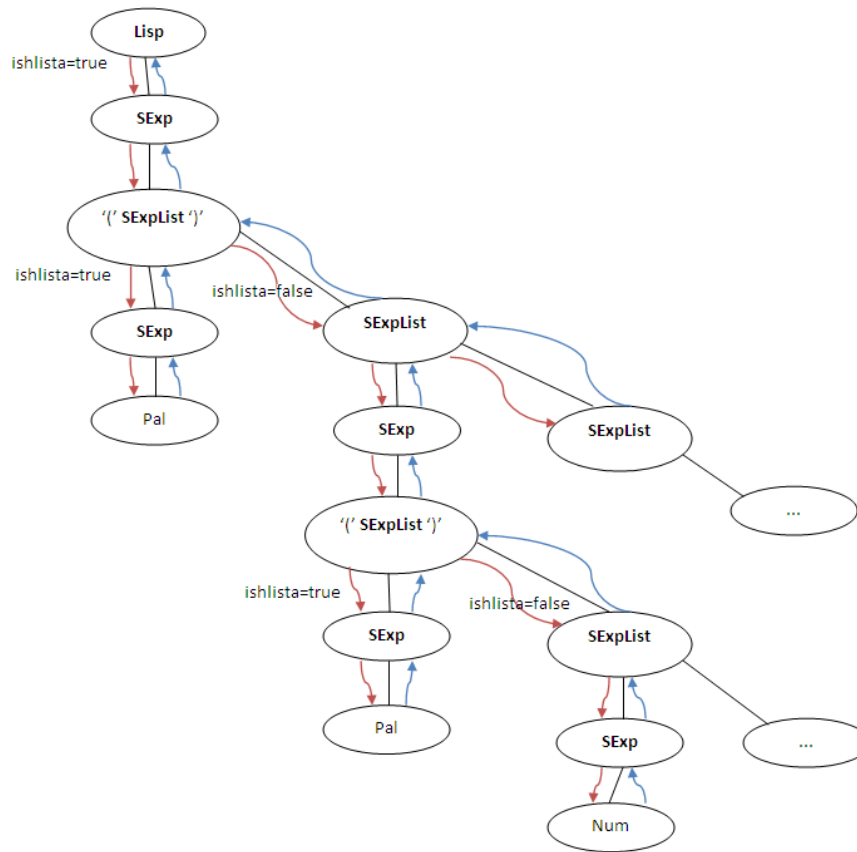 Lisp
ishlista=true
SExp
‘(’ SExpList ‘)’
ishlista=true
ishlista=false
SExp
SExpList
Pal
SExp
SExpList
...
‘(’ SExpList ‘)’
ishlista=true
ishlista=false
SExp
SExpList
Pal
SExp
...
Num